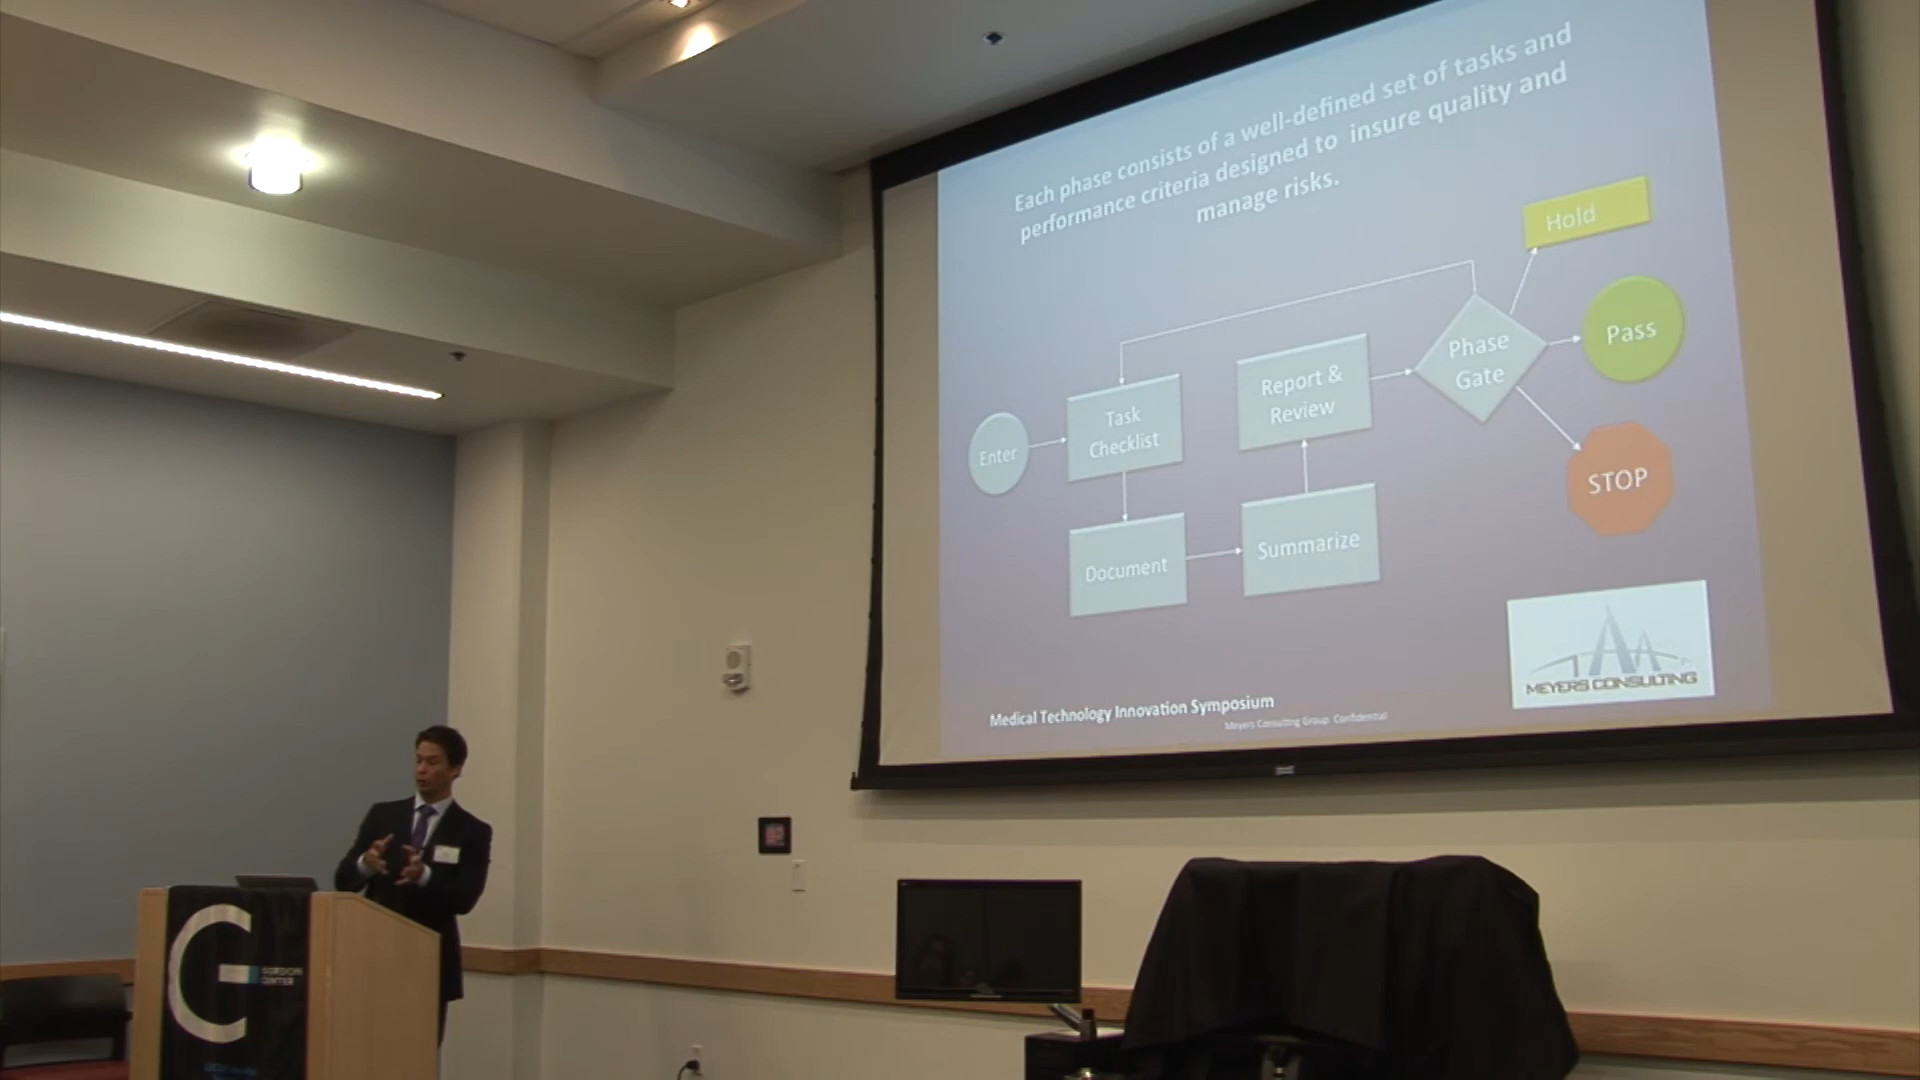 Each phase consists of a well-defined set of tasks and
performance criteria designed to insure quality and
manage risks.
Hold
Pass
Phase
Gate
Report &
Review
Task
Checklist
Enter
STOP
Summarize
Document
MEYERS CONSULTING
Medical Technology Innovation Symposium
Meyers Consulting Group Confidential
G
GORDON
CENTER